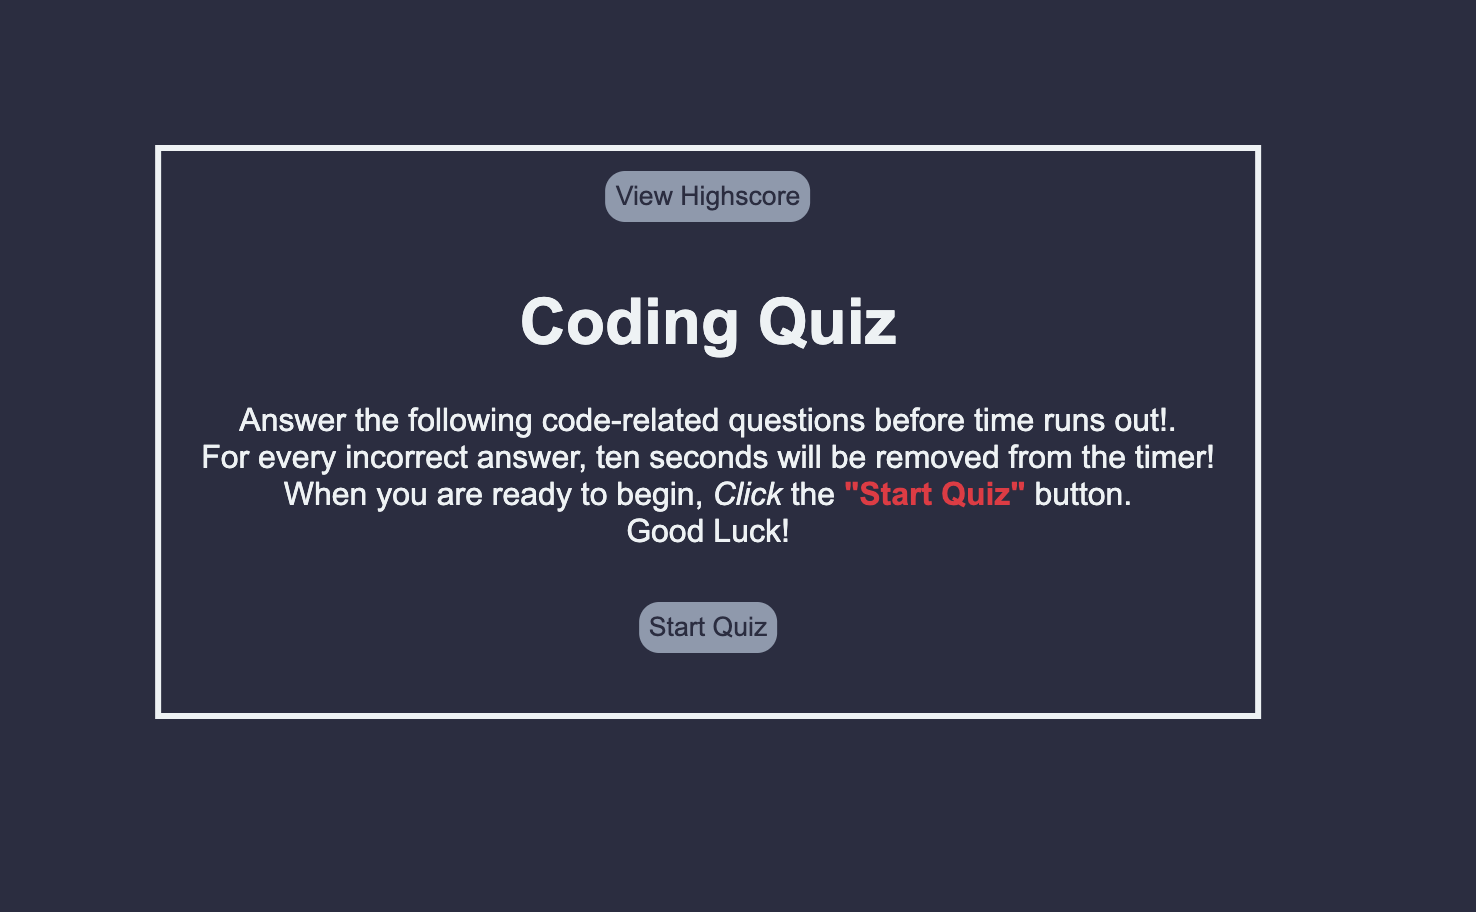 View Highscore
Coding Quiz
Answer the following code-related questions before time runs out!.
For every incorrect answer, ten seconds will be removed from the timer!
When you are ready to begin, Click the "Start Quiz" button.
Good Luck!
Start Quiz